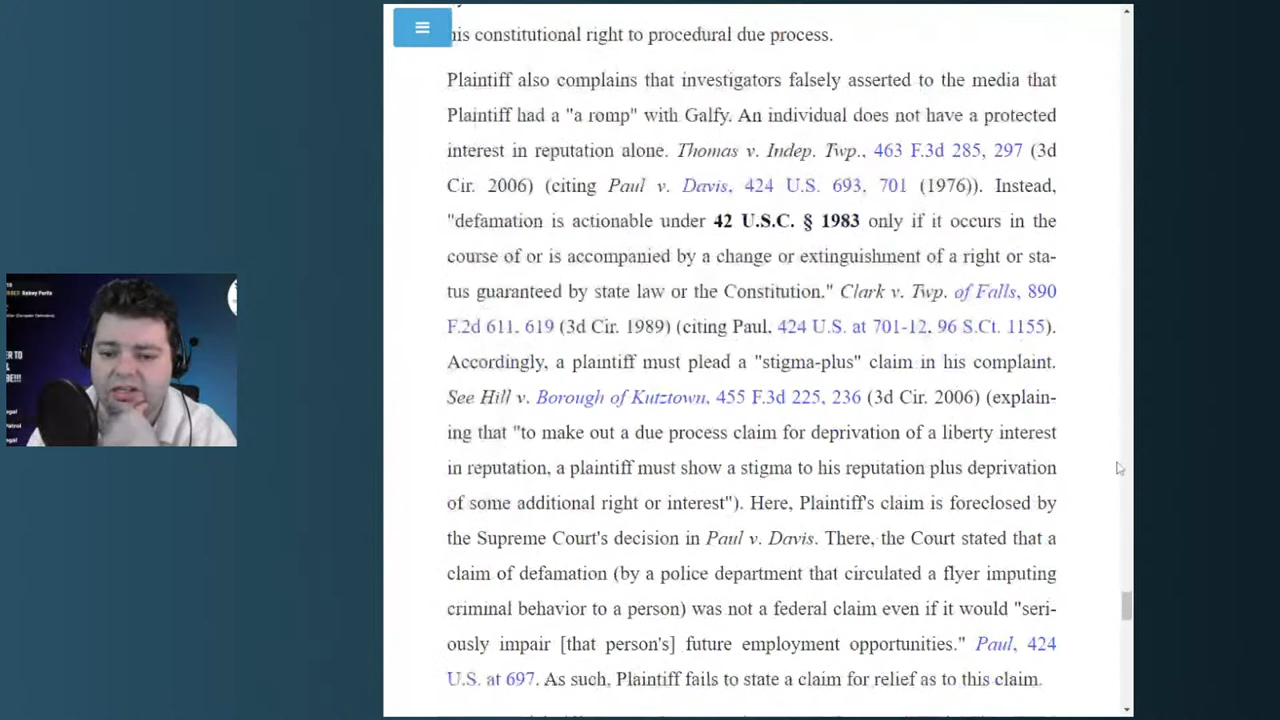 his constitutional right to procedural due process.
Plaintiff also complains that investigators falsely asserted to the media that
Plaintiff had a "a romp" with Galfy. An individual does not have a protected
interest in reputation alone. Thomas v. Indep. Twp., 463 F.3d 285, 297 (3d
Cir. 2006) (citing Paul v. Davis, 424 U.S. 693, 701 (1976)). Instead,
"defamation is actionable under 42 U.S.C. § 1983 only if it occurs in the
course of or is accompanied by a change or extinguishment of a right or sta-
tus guaranteed by state law or the Constitution." Clark v. Twp. of Falls, 890
F.2d 611, 619 (3d Cir. 1989) (citing Paul, 424 U.S. at 701-12, 96 S.Ct. 1155).
Accordingly, a plaintiff must plead a "stigma-plus" claim in his complaint.
See Hill v. Borough of Kutztown, 455 F.3d 225, 236 (3d Cir. 2006) (explain-
ing that "to make out a due process claim for deprivation of a liberty interest
in reputation, a plaintiff must show a stigma to his reputation plus deprivation
of some additional right or interest"). Here, Plaintiff's claim is foreclosed by
the Supreme Court's decision in Paul v. Davis. There, the Court stated that a
claim of defamation (by a police department that circulated a flyer imputing
criminal behavior to a person) was not a federal claim even if it would "seri-
ously impair [that person's] future employment opportunities." Paul, 424
U.S. at 697. As such, Plaintiff fails to state a claim for relief as to this claim.